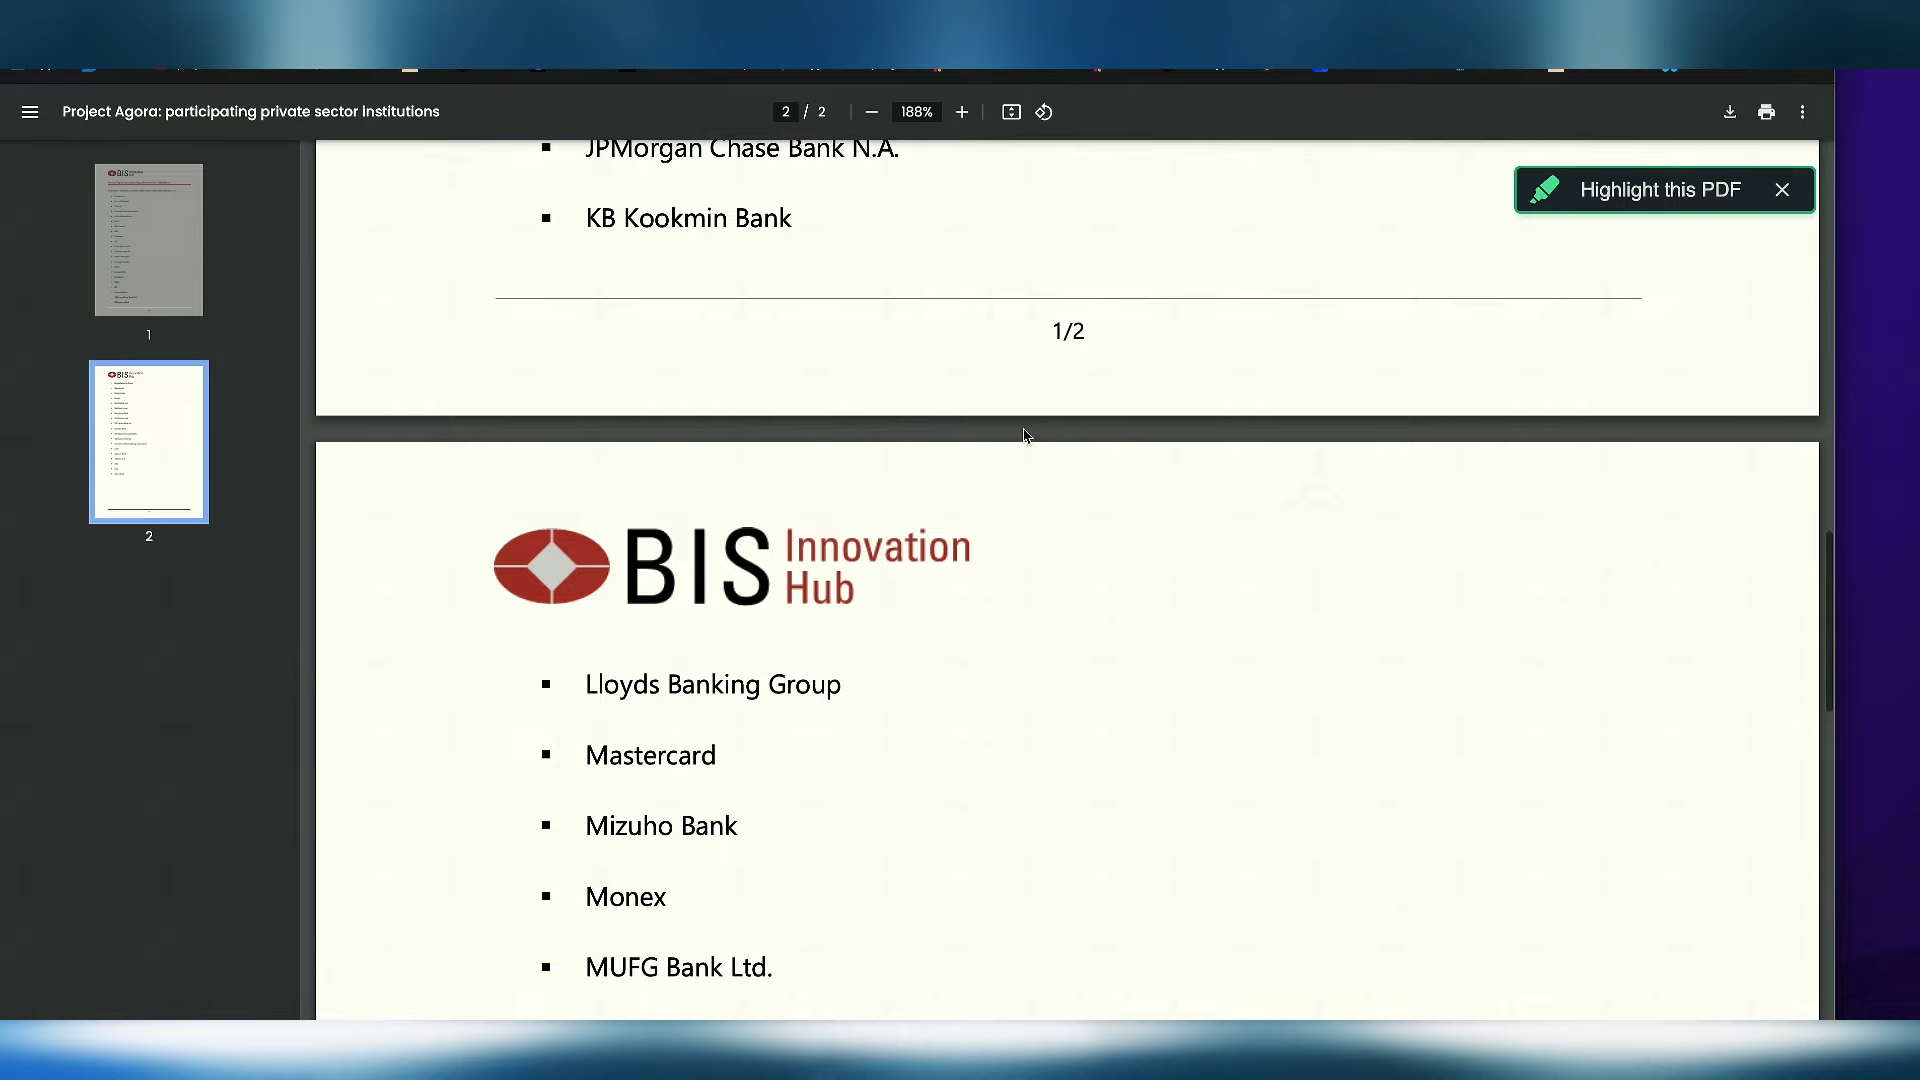 Project Agora: participating private sector institutions
2 / 2
188%
JPMorgan Chase Bank N.A.
Highlight this PDF
KB Kookmin Bank
1/2
1
2
BIS Innovation Hub
▪ Lloyds Banking Group
▪ Mastercard
▪ Mizuho Bank
▪ Monex
▪ MUFG Bank Ltd.